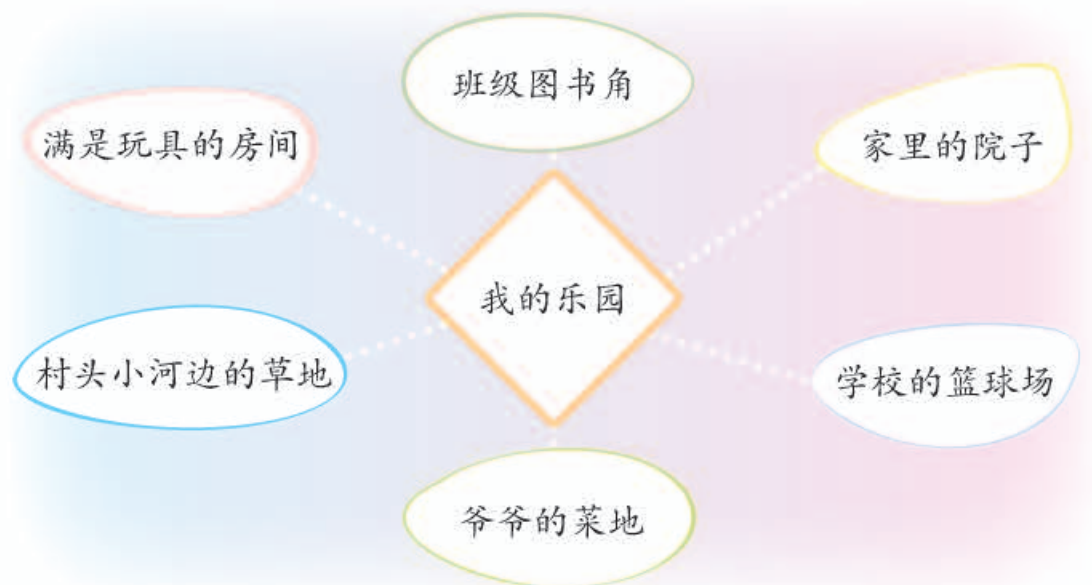 班级图书角
满是玩具的房间
家里的院子
我的乐园
村头小河边的草地
学校的篮球场
爷爷的菜地